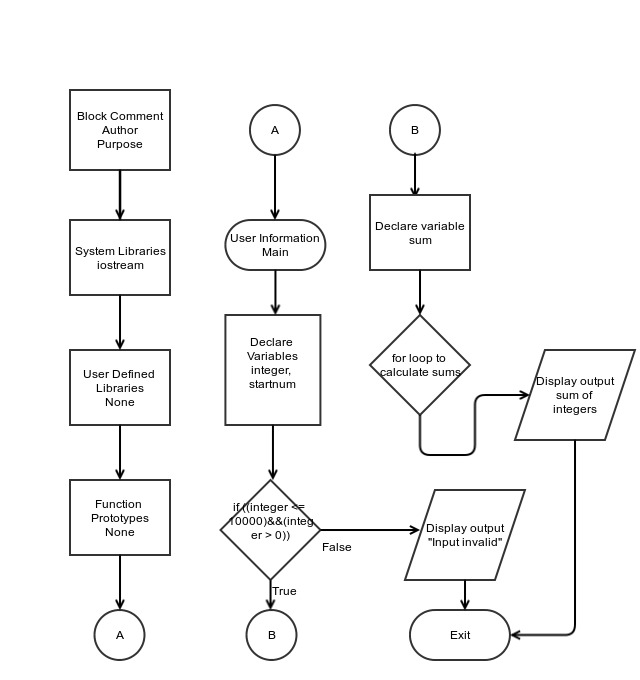 Block Comment
Author
Purpose
System Libraries
iostream
User Defined
Libraries
None
Function
Prototypes
None
A
A
User Information
Main
Declare
Variables
integer,
startnum
if ((integer <=
10000)&&(integ
er > 0))
False
True
B
B
Declare variable
sum
for loop to
calculate sums
Display output
sum of
integers
Display output
"Input invalid"
Exit